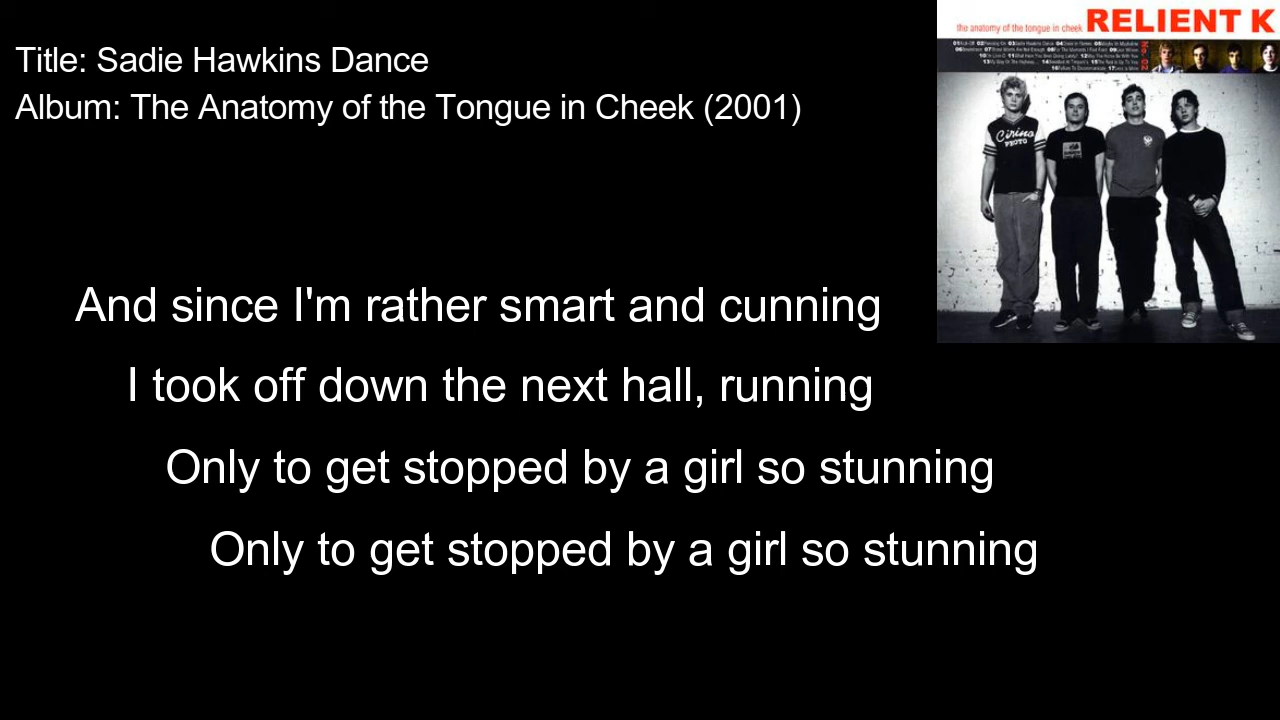 Title: Sadie Hawkins Dance
Album: The Anatomy of the Tongue in Cheek (2001)
the anatomy of the tongue in cheek RELIENT K
And since I'm rather smart and cunning
I took off down the next hall, running
Only to get stopped by a girl so stunning
Only to get stopped by a girl so stunning
Cirino
PHOTO